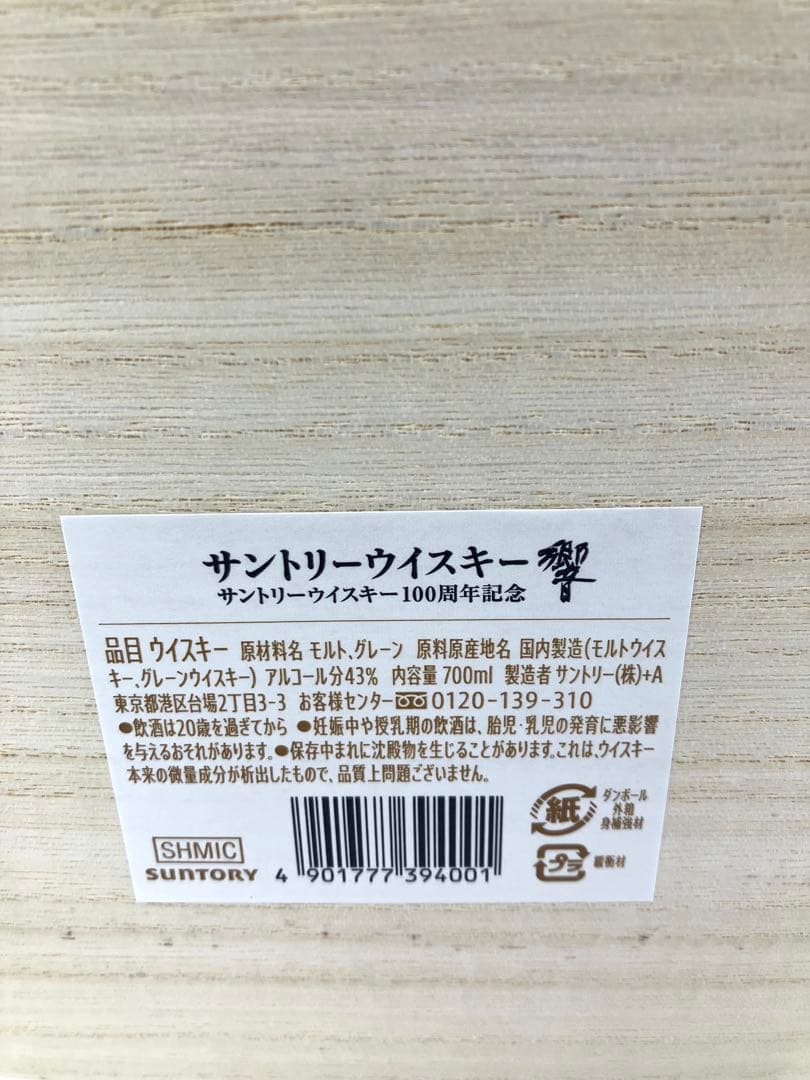 サントリーウイスキー 響
サントリーウイスキー100周年記念
品目 ウイスキー 原材料名 モルト、グレーン 原料原産地名 国内製造(モルトウイス
キー、グレーンウイスキー) アルコール分43% 内容量 700ml 製造者 サントリー(株)+A
東京都港区台場2丁目3-3 お客様センター 0120-139-310
●飲酒は20歳を過ぎてから ●妊娠中や授乳期の飲酒は、胎児・乳児の発育に悪影響
を与えるおそれがあります。●保存中まれに沈殿物を生じることがあります。これは、ウイスキー
本来の微量成分が析出したもので、品質上問題ございません。
紙
ダンボール
外箱
身補強材
プラ
緩衝材
SHMIC
SUNTORY
4 901777 394001